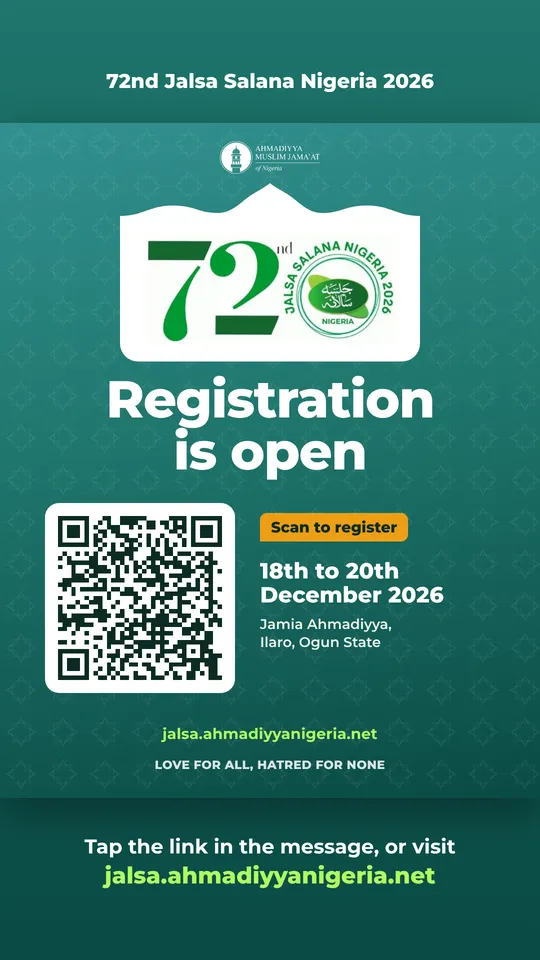 72nd Jalsa Salana Nigeria 2026
AHMADIYYA
MUSLIM JAMA'AT
of Nigeria
72nd
JALSA SALANA NIGERIA 2026
جلسه
سالانه
NIGERIA
Registration
is open
Scan to register
18th to 20th
December 2026
Jamia Ahmadiyya,
Ilaro, Ogun State
jalsa.ahmadiyyanigeria.net
LOVE FOR ALL, HATRED FOR NONE
Tap the link in the message, or visit
jalsa.ahmadiyyanigeria.net